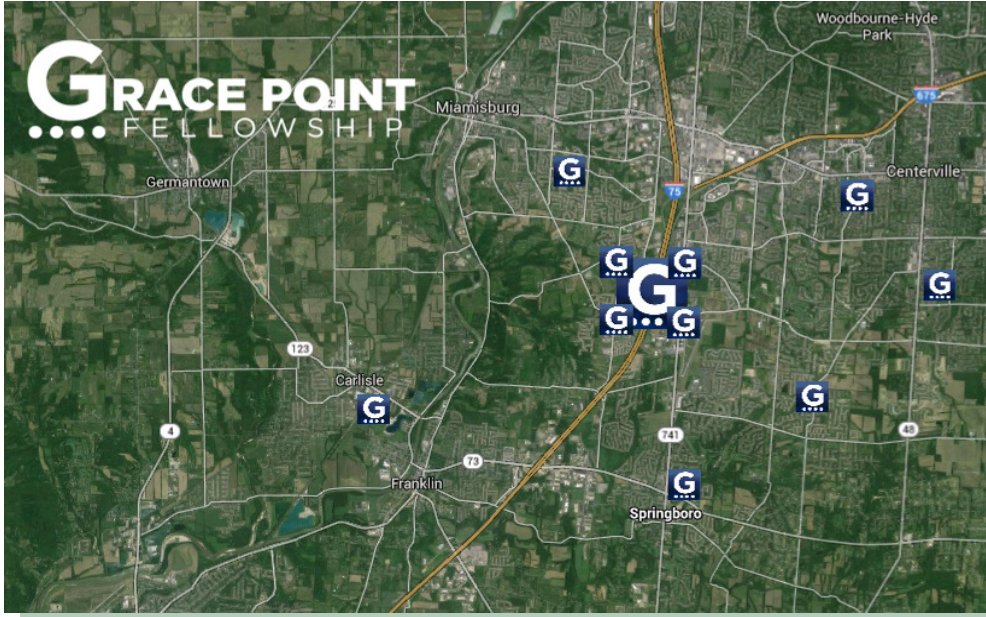 Woodbourne-Hyde
Park
GRACE POINT
FELLOWSHIP
Miamisburg
675
Centerville
Germantown
75
G
G
G
G
G
G
G
G
123
Carlisle
G
G
4
741
48
73
Franklin
G
Springboro